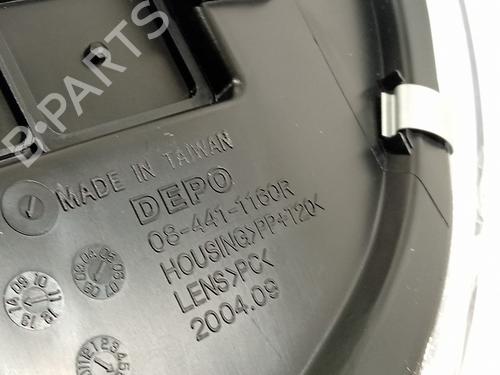 B·PARTS
MADE IN TAIWAN
DEPO
08-441-1160R
HOUSING>PP+T20<
LENS>PC<
2004.09